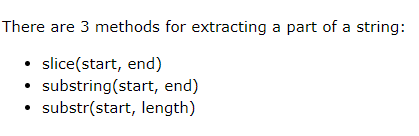 There are 3 methods for extracting a part of a string:
• slice(start, end)
• substring(start, end)
• substr(start, length)